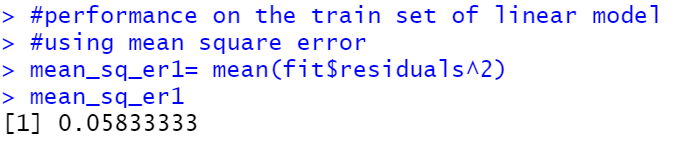 > #performance on the train set of linear model
> #using mean square error
> mean_sq_er1= mean(fit$residuals^2)
> mean_sq_er1
[1] 0.05833333